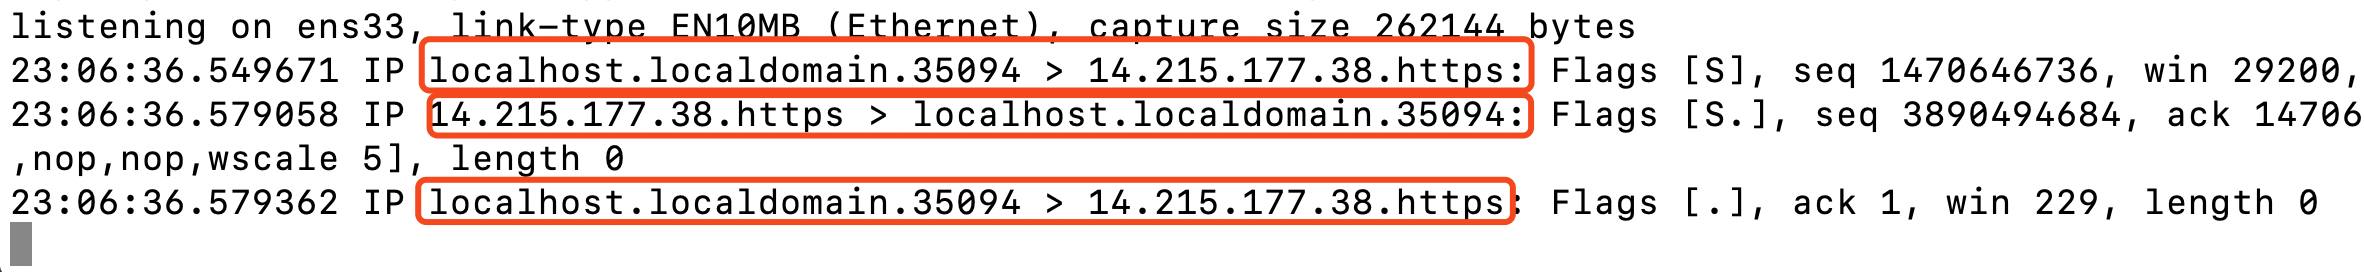 listening on ens33, link-type EN10MB (Ethernet), capture size 262144 bytes
23:06:36.549671 IP localhost.localdomain.35094 > 14.215.177.38.https: Flags [S], seq 1470646736, win 29200,
23:06:36.579058 IP 14.215.177.38.https > localhost.localdomain.35094: Flags [S.], seq 3890494684, ack 14706
,nop,nop,wscale 5], length 0
23:06:36.579362 IP localhost.localdomain.35094 > 14.215.177.38.https: Flags [.], ack 1, win 229, length 0